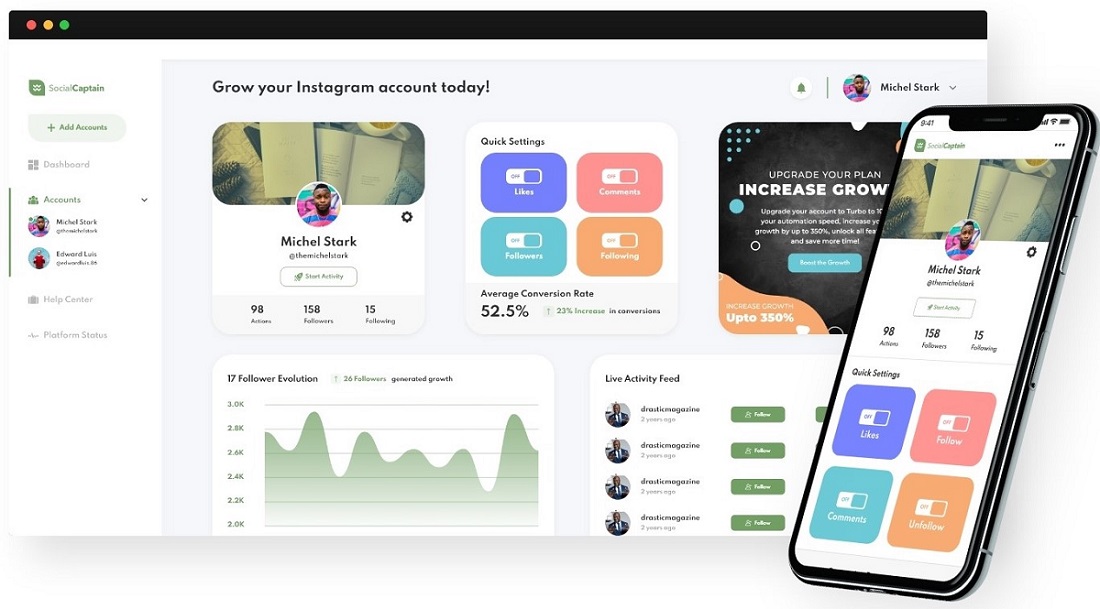 SocialCaptain
+ Add Accounts
Dashboard
Accounts
Michel Stark
@themichelstark
Edward Luis
@edwardluis.86
Help Center
Platform Status
Grow your Instagram account today!
Michel Stark
Michel Stark
@themichelstark
Start Activity
98 158 15
Actions Followers Following
Quick Settings
OFF OFF
Likes Comments
OFF OFF
Followers Following
Average Conversion Rate
52.5% ↑ 23% Increase in conversions
UPGRADE YOUR PLAN
INCREASE GROW
Upgrade your account to Turbo to 10
your automation speed, increase you
growth by up to 350%, unlock all fea
and save more time!
Boost the Growth
INCREASE GROWTH
Upto 350%
17 Follower Evolution ↑ 26 Followers generated growth
3.0K
2.8K
2.6K
2.4K
2.2K
2.0K
Live Activity Feed
drasticmagazine
2 years ago
Follow
drasticmagazine
2 years ago
Follow
drasticmagazine
2 years ago
Follow
drasticmagazine
2 years ago
Follow
9:41
SocialCaptain
Michel Stark
@themichelstark
Start Activity
98 158 15
Actions Followers Following
Quick Settings
OFF OFF
Likes Follow
OFF OFF
Comments Unfollow